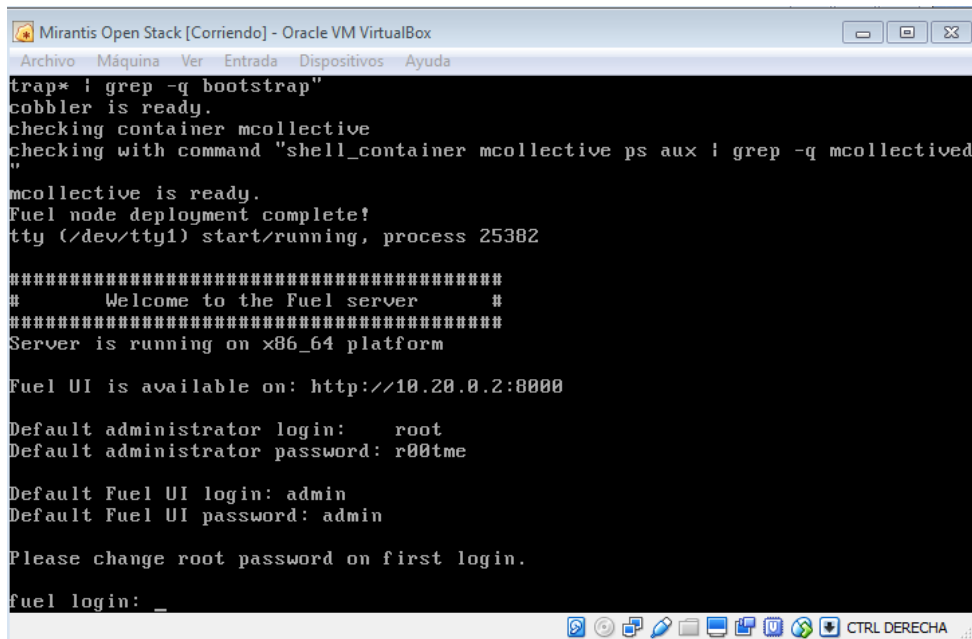 Mirantis Open Stack [Corriendo] - Oracle VM VirtualBox
Archivo Máquina Ver Entrada Dispositivos Ayuda
trap* | grep -q bootstrap"
cobbler is ready.
checking container mcollective
checking with command "shell_container mcollective ps aux | grep -q mcollectived
"
mcollective is ready.
Fuel node deployment complete!
tty (/dev/tty1) start/running, process 25382
#########################################
# Welcome to the Fuel server #
#########################################
Server is running on x86_64 platform
Fuel UI is available on: http://10.20.0.2:8000
Default administrator login: root
Default administrator password: r00tme
Default Fuel UI login: admin
Default Fuel UI password: admin
Please change root password on first login.
fuel login: _
CTRL DERECHA